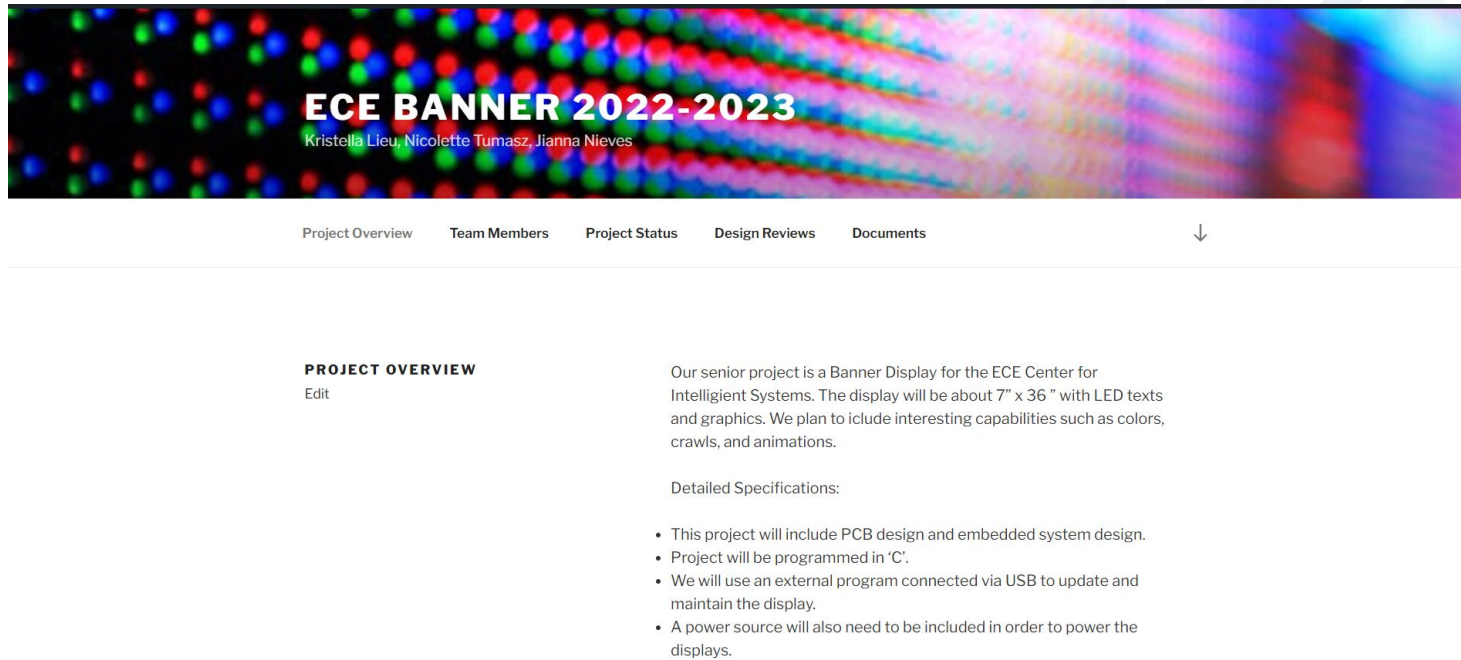 ECE BANNER 2022-2023
Kristella Lieu, Nicolette Tumasz, Jianna Nieves
Project Overview Team Members Project Status Design Reviews Documents
PROJECT OVERVIEW
Edit
Our senior project is a Banner Display for the ECE Center for
Intelligient Systems. The display will be about 7” x 36 ” with LED texts
and graphics. We plan to iclude interesting capabilities such as colors,
crawls, and animations.
Detailed Specifications:
• This project will include PCB design and embedded system design.
• Project will be programmed in ‘C’.
• We will use an external program connected via USB to update and
maintain the display.
• A power source will also need to be included in order to power the
displays.